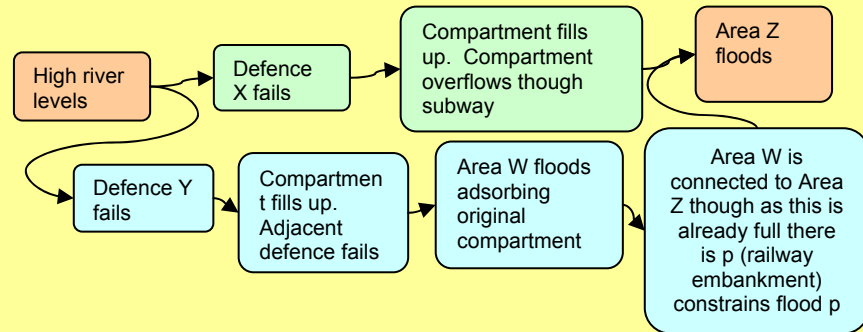 High river
levels
Defence
X fails
Compartment fills
up.  Compartment
overflows though
subway
Area Z
floods
Defence Y
fails
Compartmen
t fills up.
Adjacent
defence fails
Area W floods
adsorbing
original
compartment
Area W is
connected to Area
Z though as this is
already full there
is p (railway
embankment)
constrains flood p